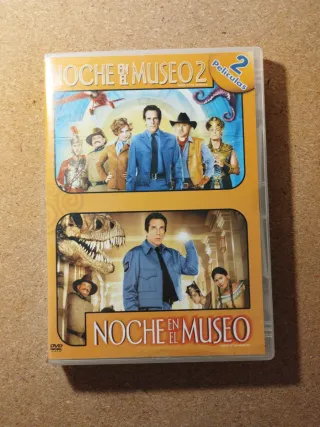 NOCHE EN EL MUSEO 2
2
Películas
NOCHE EN EL MUSEO
DVD